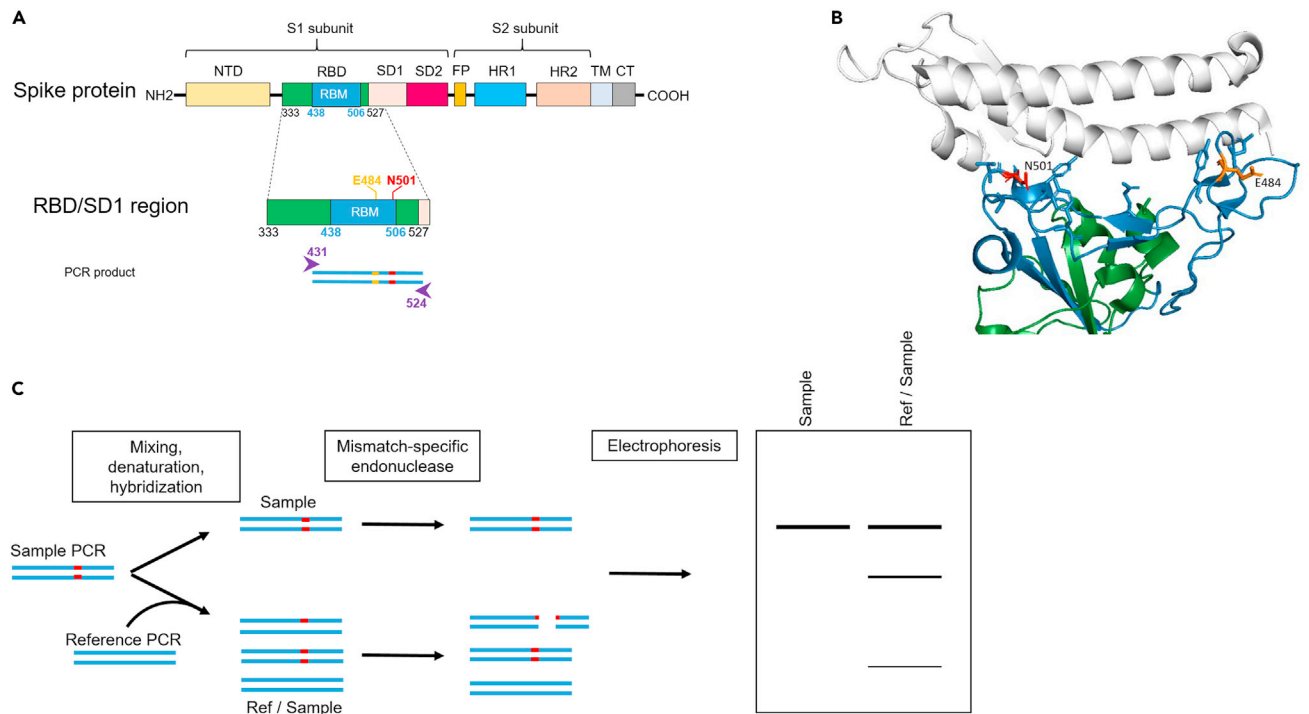 A
S1 subunit
S2 subunit
NTD
RBD
SD1
SD2
FP
HR1
HR2
TM
CT
Spike protein
NH2
RBM
COOH
333
438
506
527
E484
N501
RBD/SD1 region
RBM
333
438
506
527
431
PCR product
524
B
N501
E484
C
Mixing,
denaturation,
hybridization
Mismatch-specific
endonuclease
Electrophoresis
Sample
Ref / Sample
Sample
Sample PCR
Reference PCR
Ref / Sample